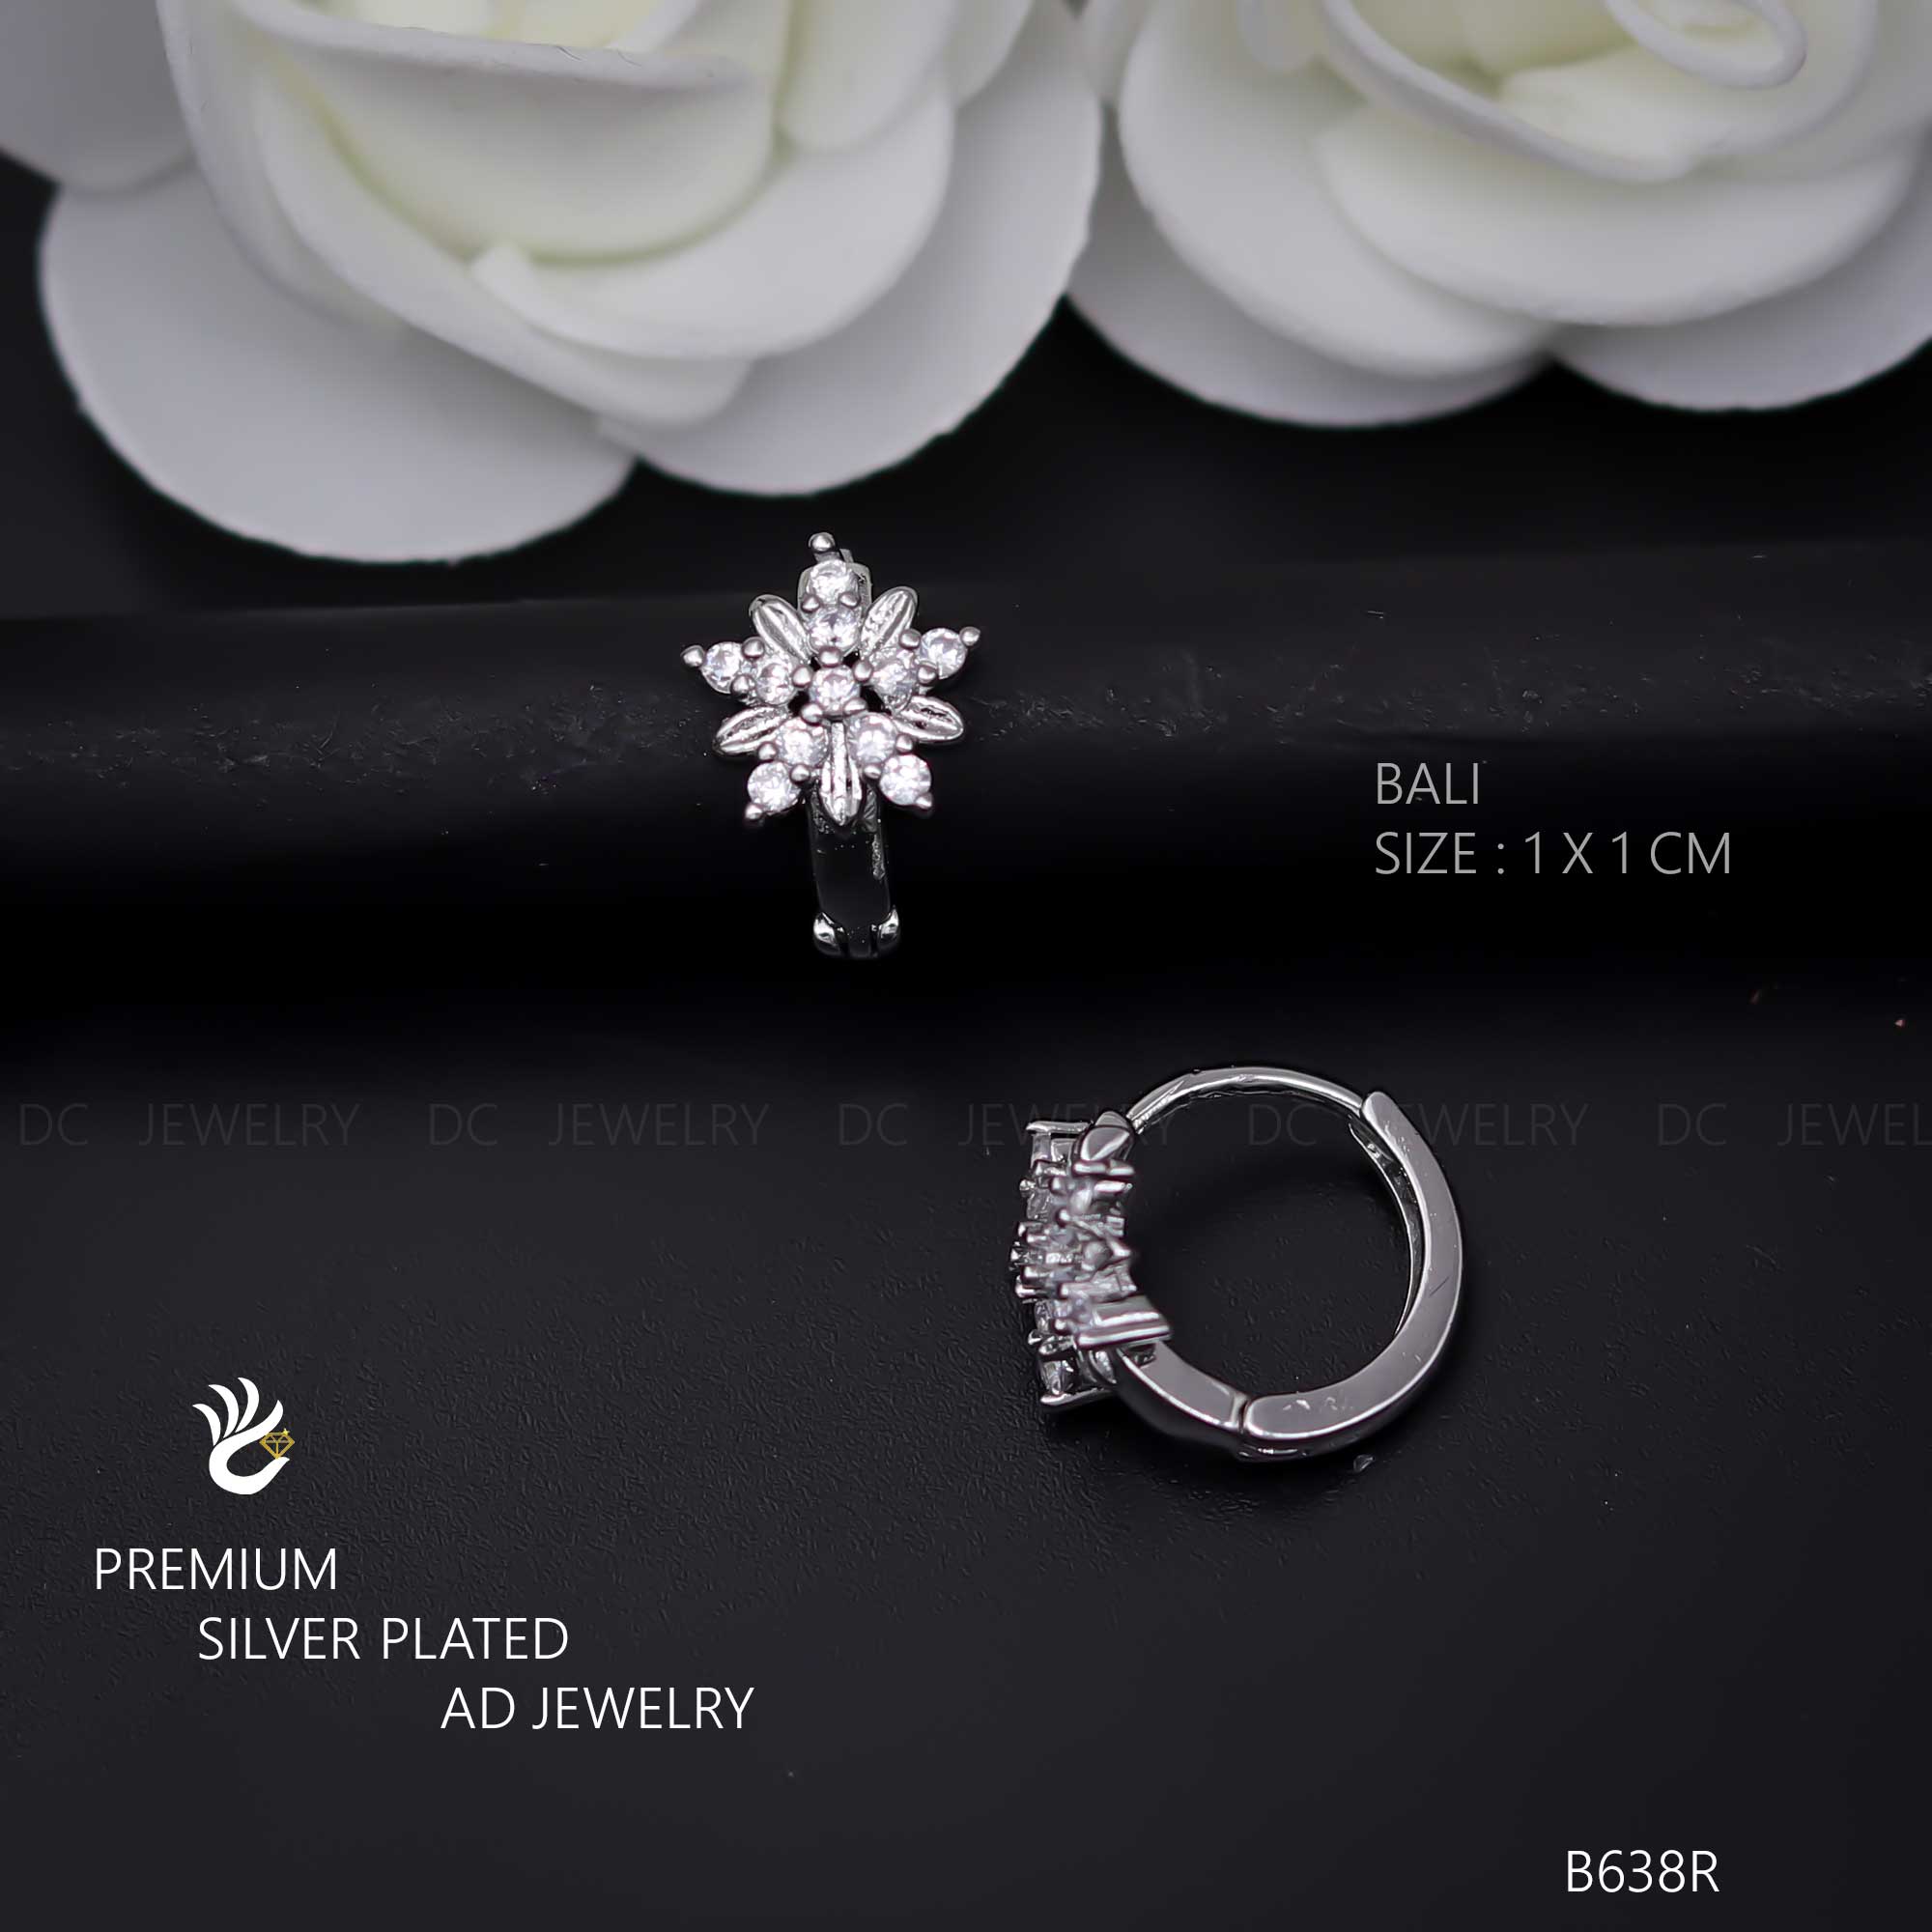 BALI
SIZE : 1 X 1 CM
DC JEWELRY DC JEWELRY DC JEWELRY DC JEWELRY DC JEWEL
PREMIUM
SILVER PLATED
AD JEWELRY
B638R